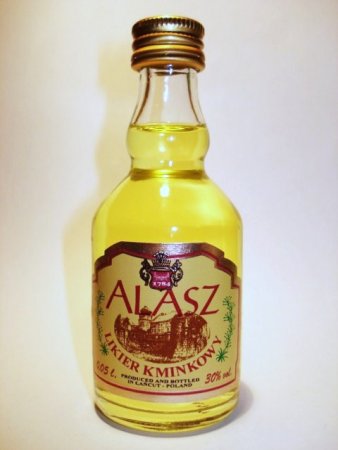 1784
ALASZ
LIKIER KMINKOWY
0,05 L.
PRODUCED AND BOTTLED
IN ŁAŃCUT - POLAND
30% vol.